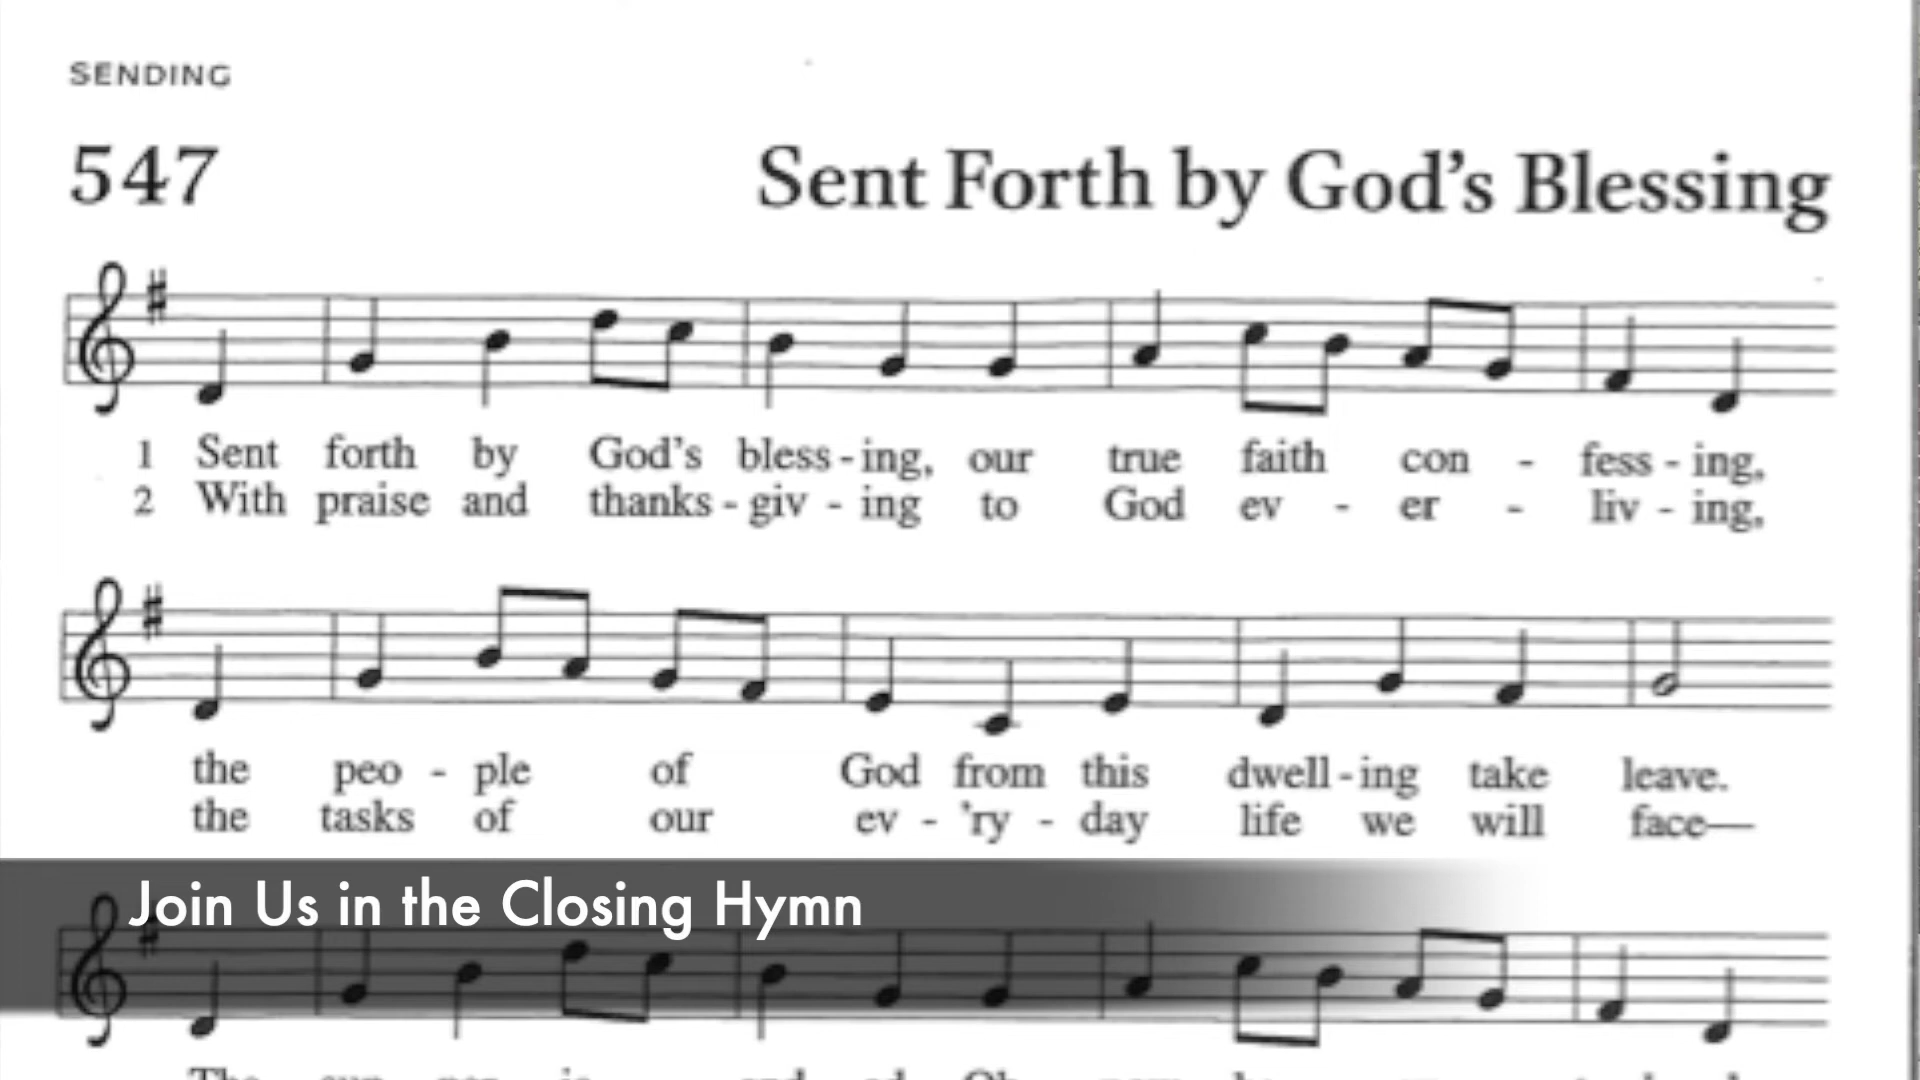 SENDING
547 Sent Forth by God's Blessing
1 Sent forth by God's bless - ing, our true faith con - fess - ing,
2 With praise and thanks - giv - ing to God ev - er - liv - ing,
the peo - ple of God from this dwell - ing take leave.
the tasks of our ev - 'ry - day life we will face—
Join Us in the Closing Hymn